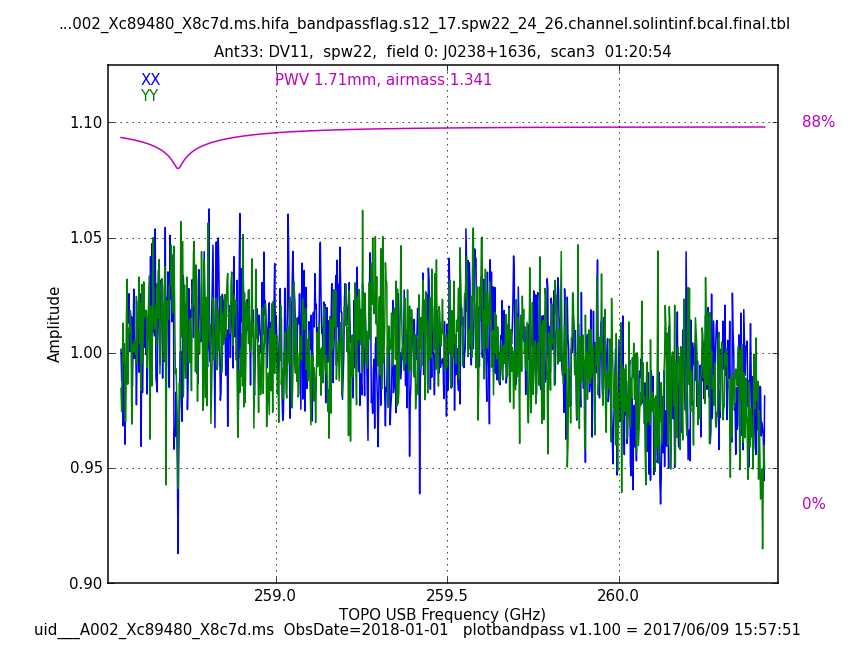 ...002_Xc89480_X8c7d.ms.hifa_bandpassflag.s12_17.spw22_24_26.channel.solintinf.bcal.final.tbl
Ant33: DV11,  spw22,  field 0: J0238+1636,  scan3  01:20:54
XX
PWV 1.71mm, airmass 1.341
YY
1.10
88%
1.05
Amplitude
1.00
0.95
0%
0.90
259.0
259.5
260.0
TOPO USB Frequency (GHz)
uid___A002_Xc89480_X8c7d.ms  ObsDate=2018-01-01   plotbandpass v1.100 = 2017/06/09 15:57:51